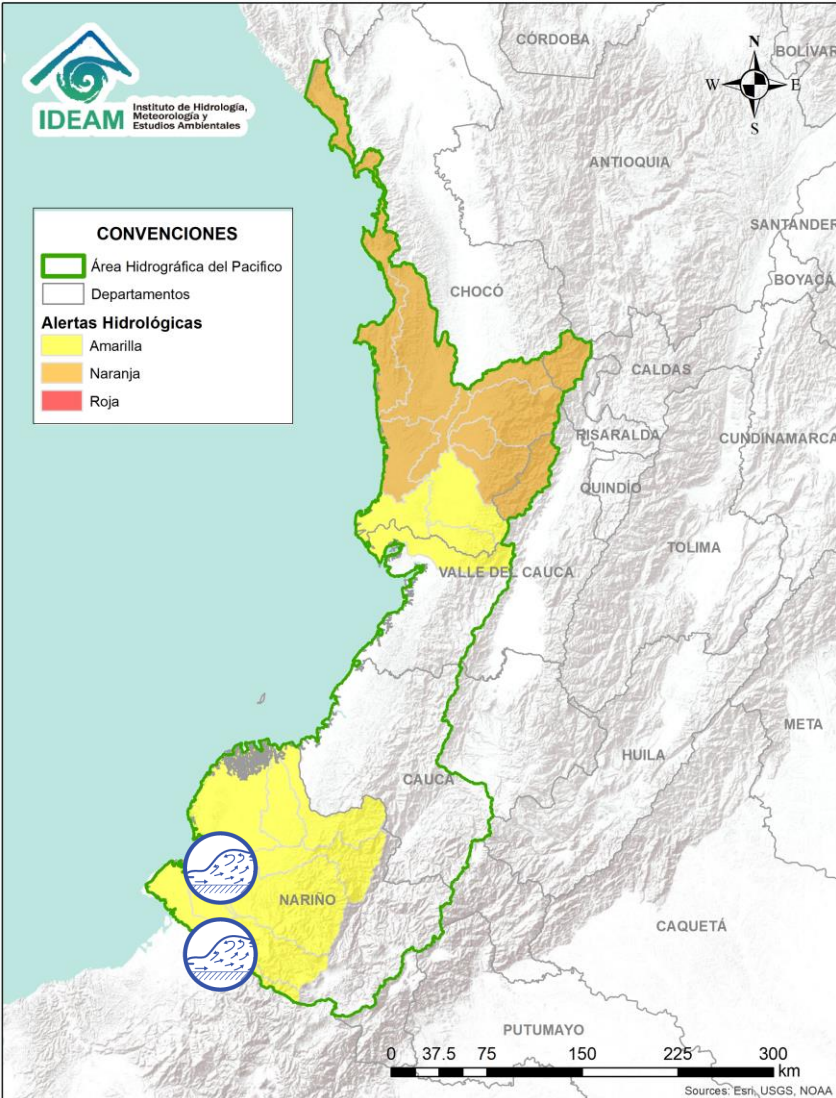 IDEAM
Instituto de Hidrología,
Meteorología y
Estudios Ambientales
N
W
E
S
CONVENCIONES
Área Hidrográfica del Pacifico
Departamentos
Alertas Hidrológicas
Amarilla
Naranja
Roja
CÓRDOBA
BOLÍVAR
ANTIOQUIA
SANTANDER
BOYACÁ
CHOCÓ
CALDAS
RISARALDA
CUNDINAMARCA
QUINDÍO
TOLIMA
VALLE DEL CAUCA
META
HUILA
CAUCA
NARIÑO
CAQUETÁ
PUTUMAYO
0 37.5 75 150 225 300
km
Sources: Esri, USGS, NOAA